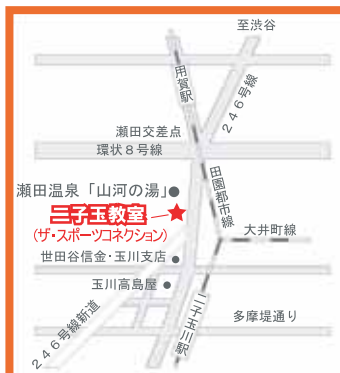 至渋谷
用賀駅
246号線
瀬田交差点
環状8号線
田園都市線
瀬田温泉「山河の湯」
二子玉教室
(ザ・スポーツコネクション)
大井町線
世田谷信金・玉川支店
玉川高島屋
二子玉川駅
246号線新道
多摩堤通り